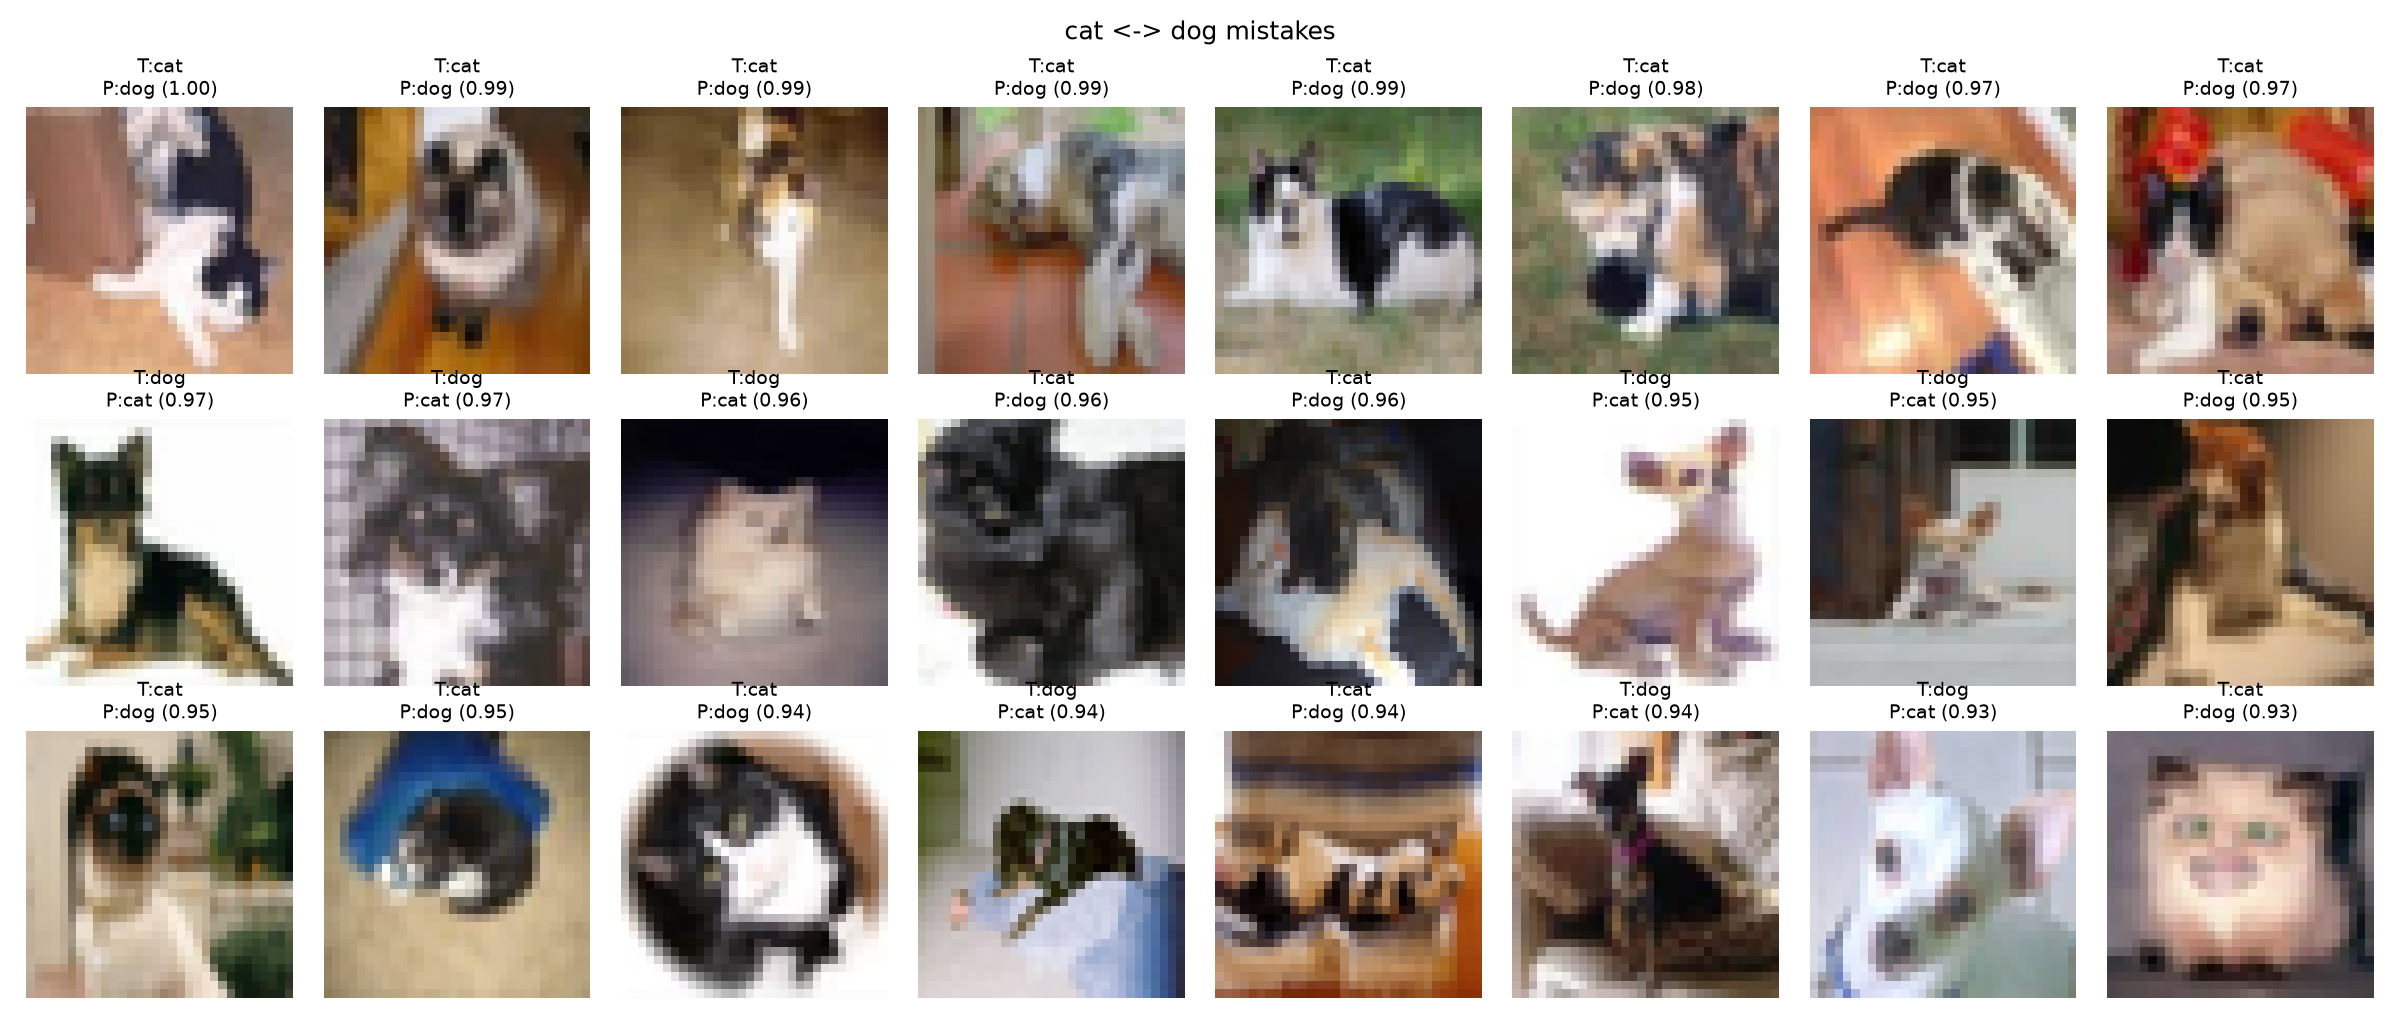 cat <-> dog mistakes
T:cat
P:dog (1.00)
T:cat
P:dog (0.99)
T:cat
P:dog (0.99)
T:cat
P:dog (0.99)
T:cat
P:dog (0.99)
T:cat
P:dog (0.98)
T:cat
P:dog (0.97)
T:cat
P:dog (0.97)
T:dog
P:cat (0.97)
T:dog
P:cat (0.97)
T:dog
P:cat (0.96)
T:cat
P:dog (0.96)
T:cat
P:dog (0.96)
T:dog
P:cat (0.95)
T:dog
P:cat (0.95)
T:cat
P:dog (0.95)
T:cat
P:dog (0.95)
T:cat
P:dog (0.95)
T:cat
P:dog (0.94)
T:dog
P:cat (0.94)
T:cat
P:dog (0.94)
T:dog
P:cat (0.94)
T:dog
P:cat (0.93)
T:cat
P:dog (0.93)